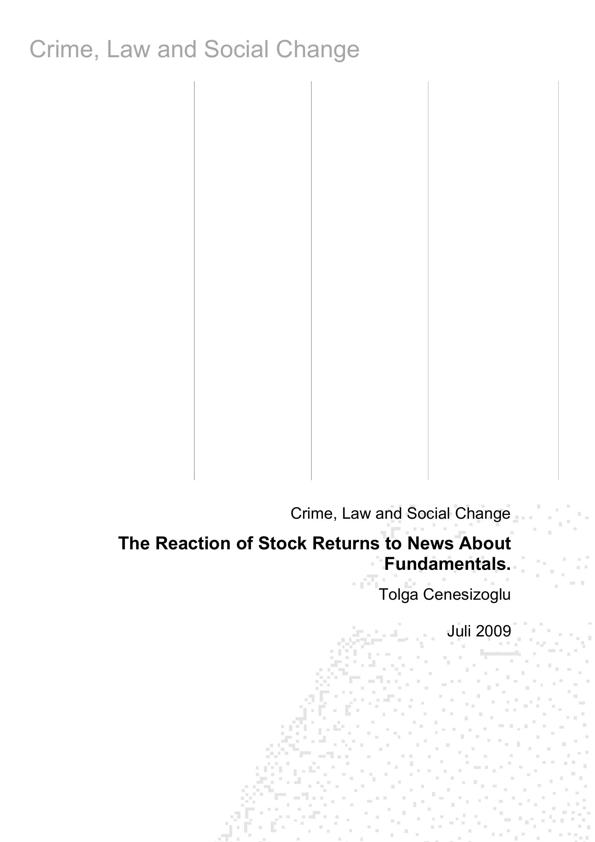 Crime, Law and Social Change
Crime, Law and Social Change
The Reaction of Stock Returns to News About
Fundamentals.
Tolga Cenesizoglu
Juli 2009